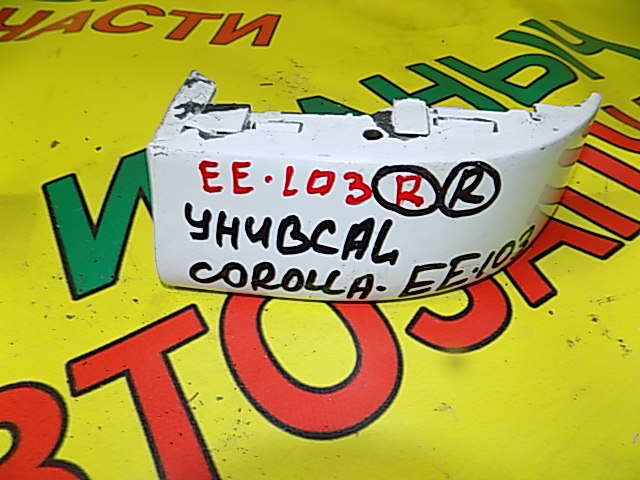 ЧАСТИ
EE·103 R R
УНИВСАЛ
COROLLA· EE·103
АВТОЗАП